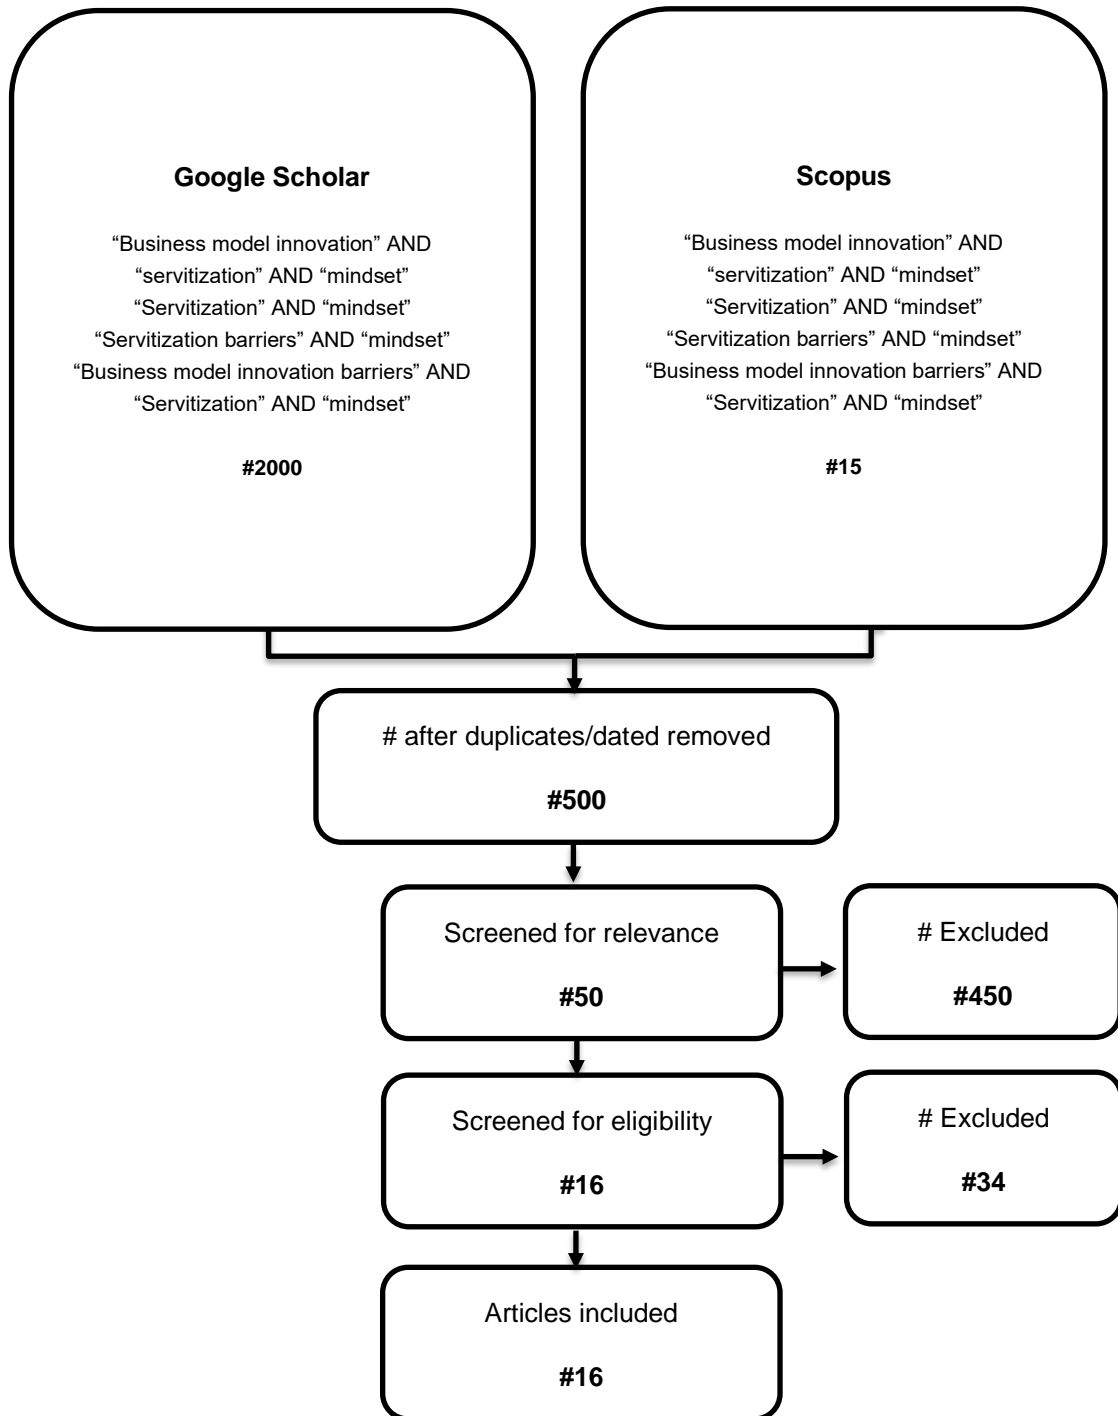 Google Scholar
“Business model innovation” AND
“servitization” AND “mindset”
“Servitization” AND “mindset”
“Servitization barriers” AND “mindset”
“Business model innovation barriers” AND
“Servitization” AND “mindset”
#2000
Scopus
“Business model innovation” AND
“servitization” AND “mindset”
“Servitization” AND “mindset”
“Servitization barriers” AND “mindset”
“Business model innovation barriers” AND
“Servitization” AND “mindset”
#15
# after duplicates/dated removed
#500
Screened for relevance
#50
# Excluded
#450
Screened for eligibility
#16
# Excluded
#34
Articles included
#16